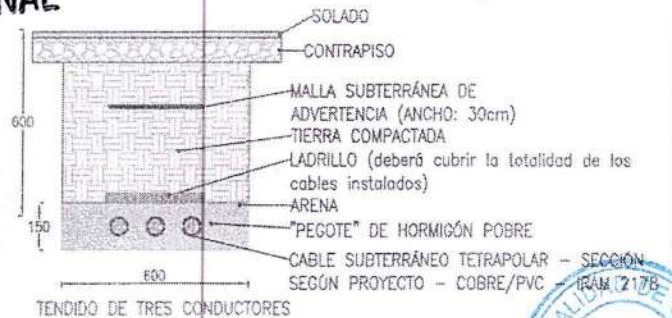 SOLADO
CONTRAPISO
MALLA SUBTERRÁNEA DE
ADVERTENCIA (ANCHO: 30cm)
TIERRA COMPACTADA
LADRILLO (deberá cubrir la totalidad de los
cables instalados)
ARENA
"PEGOTE" DE HORMIGÓN POBRE
CABLE SUBTERRÁNEO TETRAPOLAR - SECCIÓN
SEGÚN PROYECTO - COBRE/PVC - IRAM 2178
600
150
600
TENDIDO DE TRES CONDUCTORES